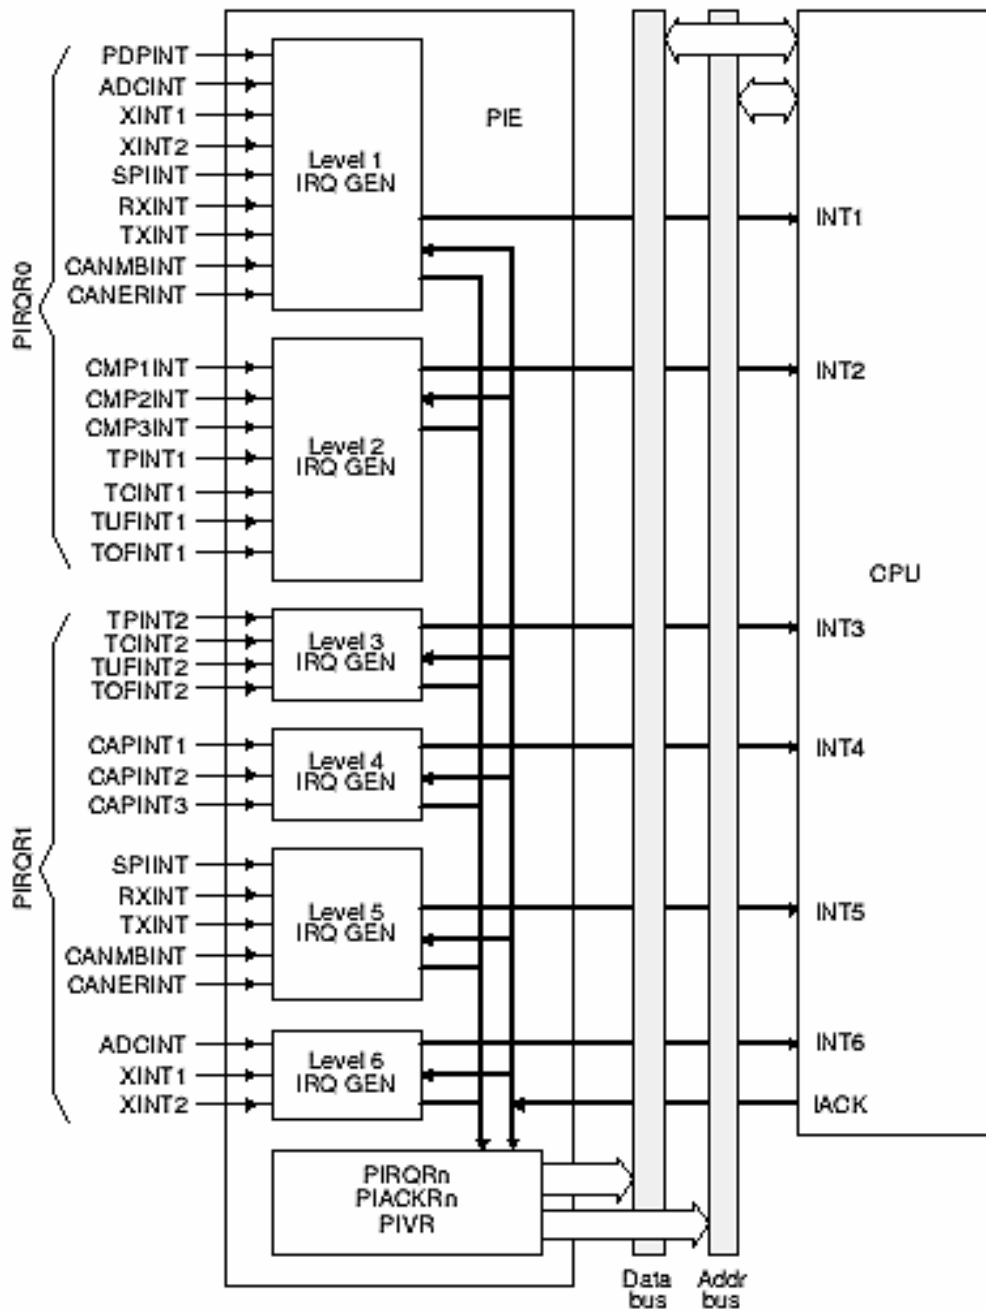 PDPINT
ADCINT
XINT1
XINT2
SPIINT
RXINT
TXINT
CANMBINT
CANERINT
PIRQR0
Level 1
IRQ GEN
PIE
INT1
CMP1INT
CMP2INT
CMP3INT
TPINT1
TCINT1
TUFINT1
TOFINT1
Level 2
IRQ GEN
INT2
CPU
TPINT2
TCINT2
TUFINT2
TOFINT2
Level 3
IRQ GEN
INT3
CAPINT1
CAPINT2
CAPINT3
Level 4
IRQ GEN
INT4
PIRQR1
SPIINT
RXINT
TXINT
CANMBINT
CANERINT
Level 5
IRQ GEN
INT5
ADCINT
XINT1
XINT2
Level 6
IRQ GEN
INT6
IACK
PIRQRn
PIACKRn
PIVR
Data
bus
Addr
bus